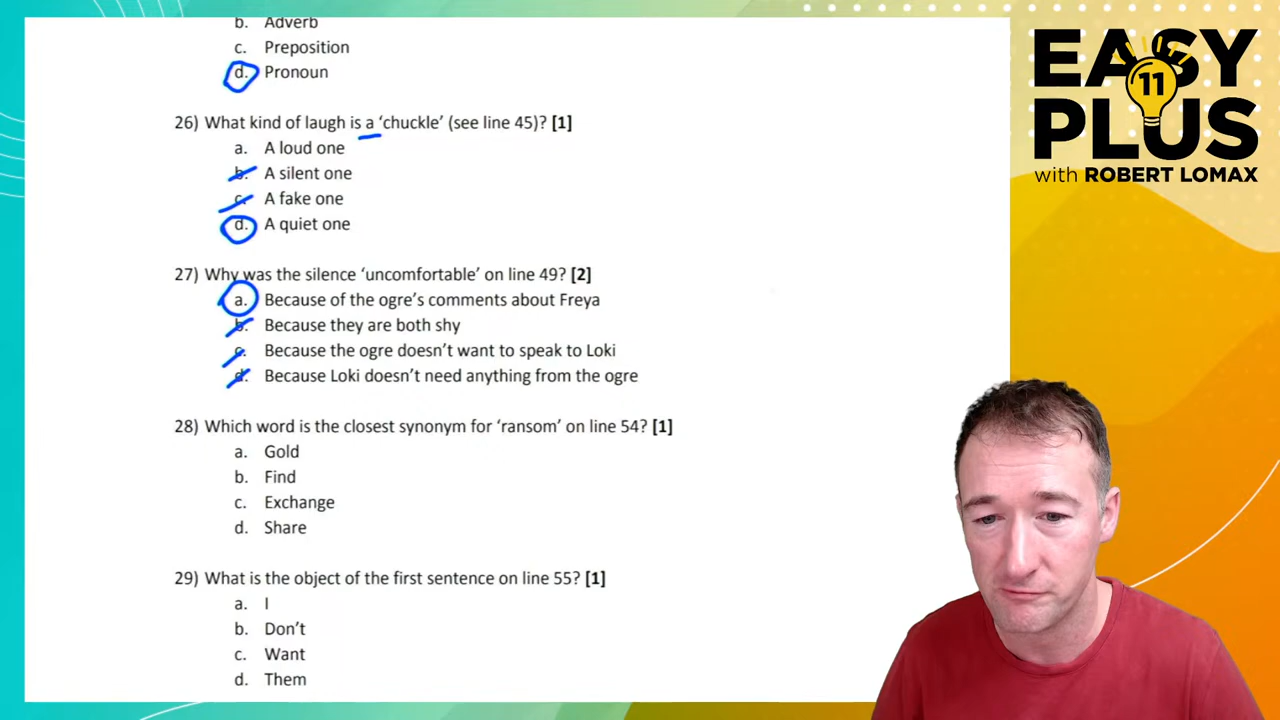 b. Adverb
c. Preposition
d. Pronoun
26) What kind of laugh is a ‘chuckle’ (see line 45)? [1]
a. A loud one
b. A silent one
c. A fake one
d. A quiet one
27) Why was the silence ‘uncomfortable’ on line 49? [2]
a. Because of the ogre’s comments about Freya
b. Because they are both shy
c. Because the ogre doesn’t want to speak to Loki
d. Because Loki doesn’t need anything from the ogre
28) Which word is the closest synonym for ‘ransom’ on line 54? [1]
a. Gold
b. Find
c. Exchange
d. Share
29) What is the object of the first sentence on line 55? [1]
a. I
b. Don’t
c. Want
d. Them
EASY
11
PLUS
with ROBERT LOMAX